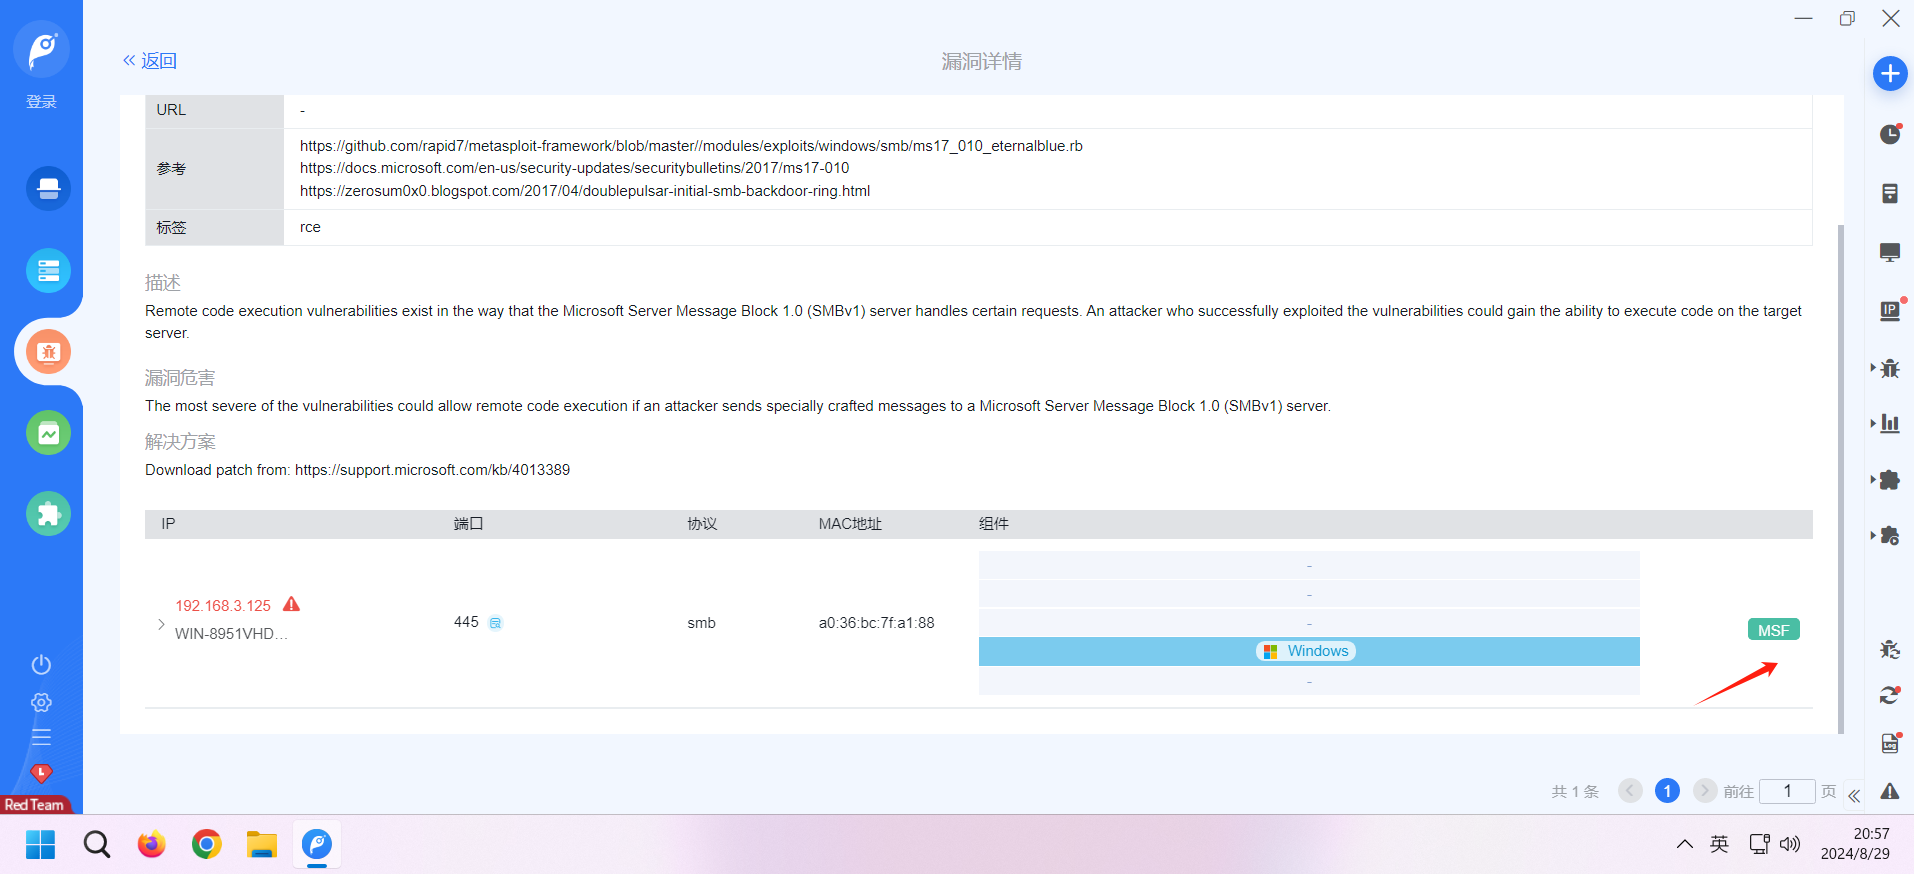 登录
« 返回
漏洞详情
URL
-
参考
https://github.com/rapid7/metasploit-framework/blob/master//modules/exploits/windows/smb/ms17_010_eternalblue.rb
https://docs.microsoft.com/en-us/security-updates/securitybulletins/2017/ms17-010
https://zerosum0x0.blogspot.com/2017/04/doublepulsar-initial-smb-backdoor-ring.html
标签
rce
描述
Remote code execution vulnerabilities exist in the way that the Microsoft Server Message Block 1.0 (SMBv1) server handles certain requests. An attacker who successfully exploited the vulnerabilities could gain the ability to execute code on the target
server.
漏洞危害
The most severe of the vulnerabilities could allow remote code execution if an attacker sends specially crafted messages to a Microsoft Server Message Block 1.0 (SMBv1) server.
解决方案
Download patch from: https://support.microsoft.com/kb/4013389
IP 端口 协议 MAC地址 组件
-
-
192.168.3.125
WIN-8951VHD...
445
smb
a0:36:bc:7f:a1:88
-
Windows
-
MSF
共 1 条
1
前往
1
页
IP
LOG
L
Red Team
英
20:57
2024/8/29